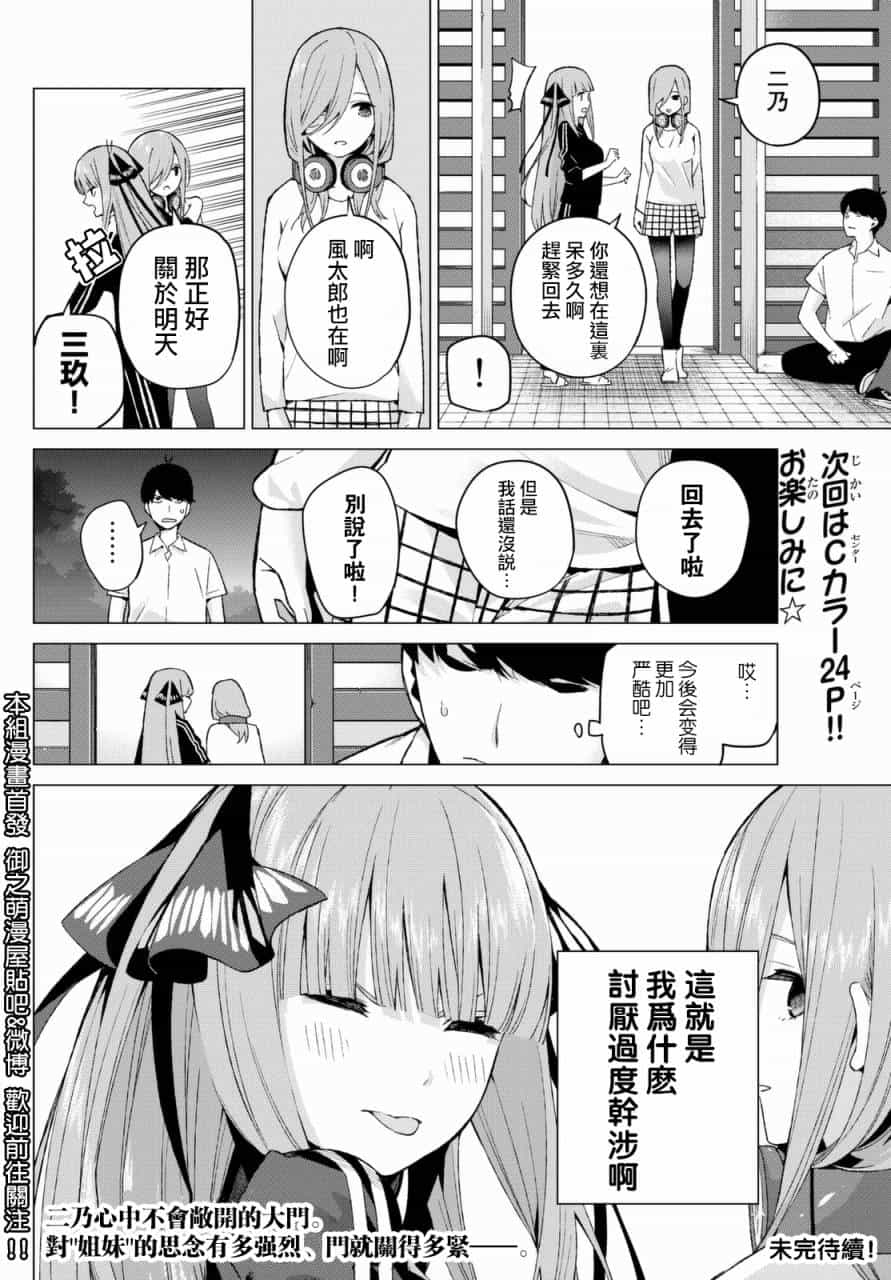 二乃
你還想在這裏
呆多久啊
趕緊回去
！
啊
風太郎也在啊
那正好
關於明天
拉
三玖！
回去了啦
但是
我話還沒說…
別說了啦！
……
哎…
今後会变得
更加
严酷吧…
次回はCカラー24P!!
じかい
センター
ページ
お楽しみに☆
たの
這就是
我爲什麽
討厭過度幹涉啊
二乃心中不會敞開的大門。
對"姐妹"的思念有多强烈、門就關得多緊——。
未完待續！
本組漫畫首發 御之萌漫屋貼吧&微博 歡迎前往關注!!